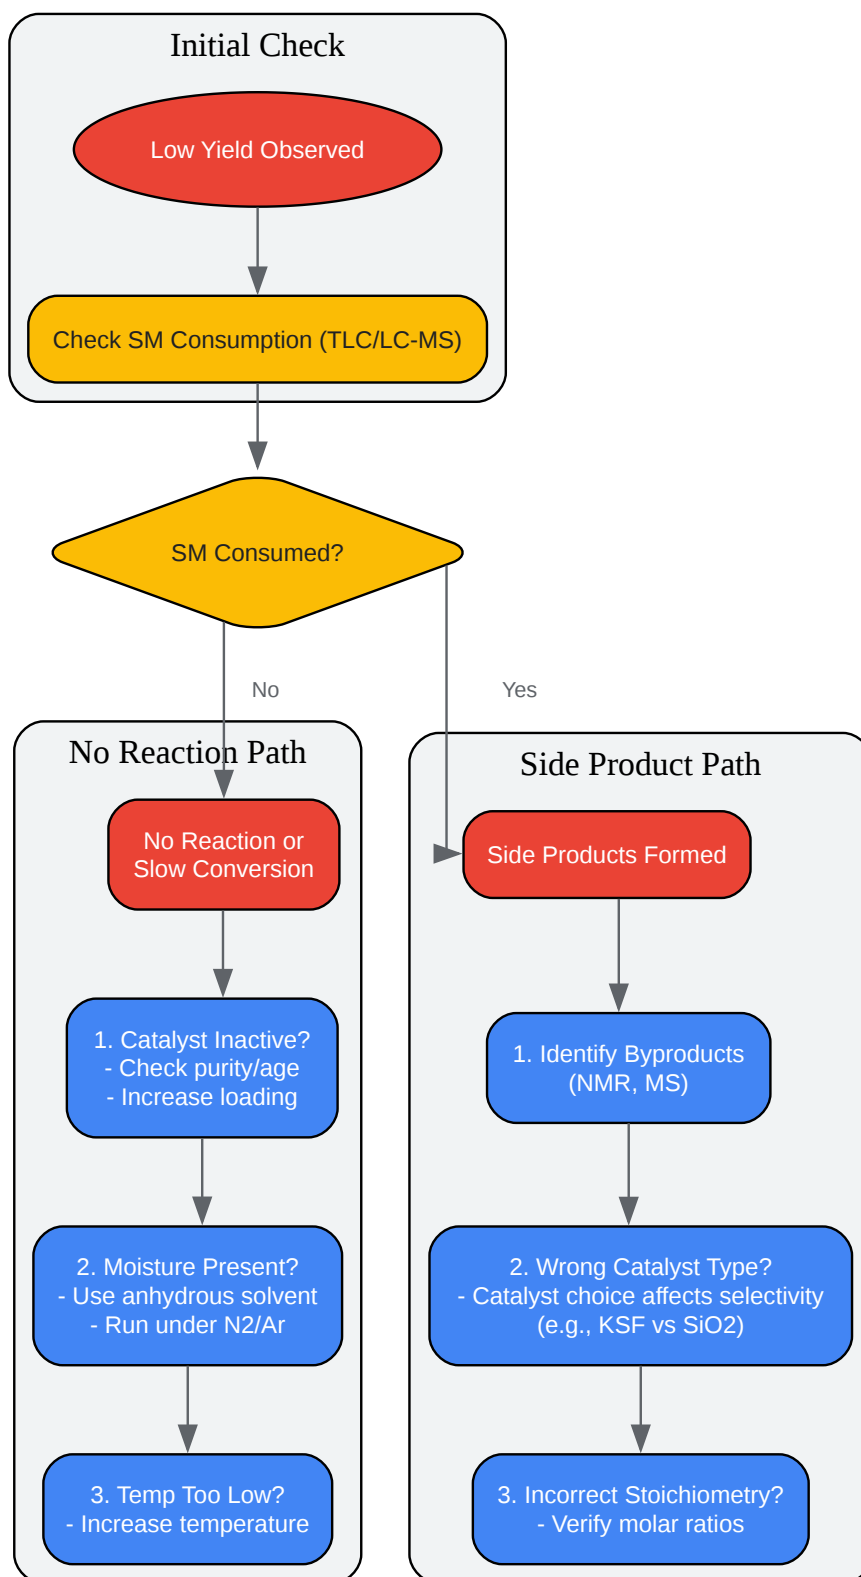 Initial Check
Low Yield Observed
Check SM Consumption (TLC/LC-MS)
SM Consumed?
No
Yes
No Reaction Path
No Reaction or
Slow Conversion
1. Catalyst Inactive?
- Check purity/age
- Increase loading
2. Moisture Present?
- Use anhydrous solvent
- Run under N2/Ar
3. Temp Too Low?
- Increase temperature
Side Product Path
Side Products Formed
1. Identify Byproducts
(NMR, MS)
2. Wrong Catalyst Type?
- Catalyst choice affects selectivity
(e.g., KSF vs SiO2)
3. Incorrect Stoichiometry?
- Verify molar ratios